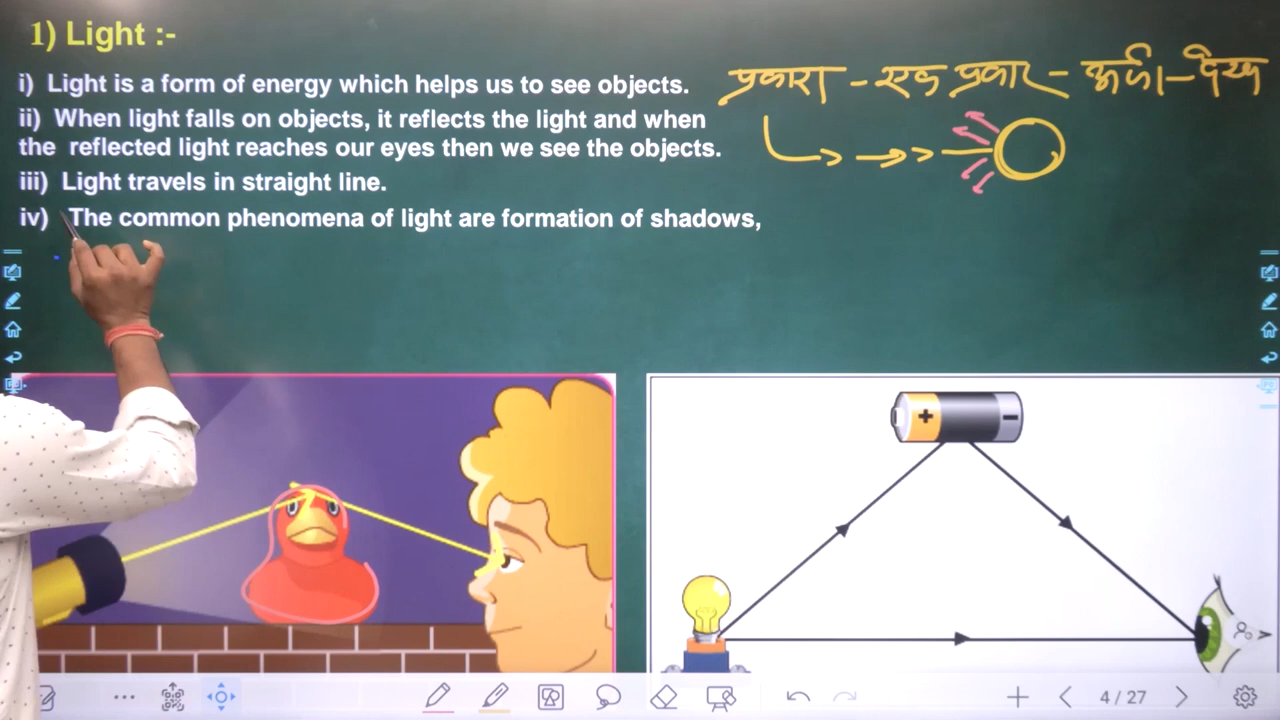 1) Light :-
i) Light is a form of energy which helps us to see objects.
ii) When light falls on objects, it reflects the light and when
the reflected light reaches our eyes then we see the objects.
iii) Light travels in straight line.
iv) The common phenomena of light are formation of shadows,
प्रकाश - एक प्रकार - ऊर्जा - देख
+ -
4 / 27